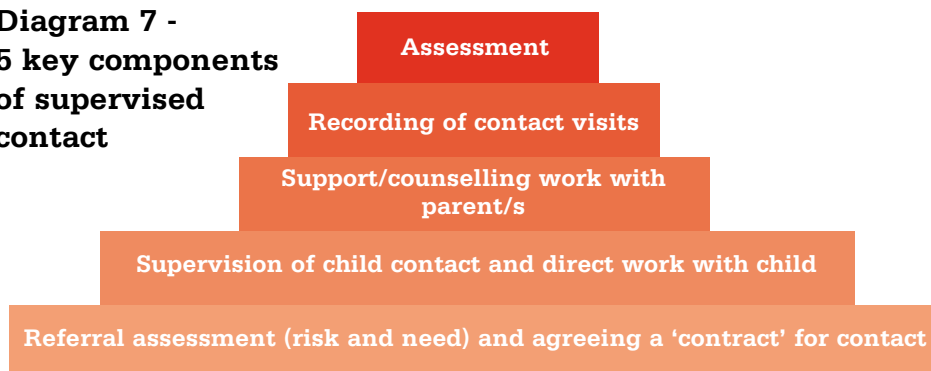 Diagram 7 -
5 key components
of supervised
contact
Assessment
Recording of contact visits
Support/counselling work with
parent/s
Supervision of child contact and direct work with child
Referral assessment (risk and need) and agreeing a ‘contract’ for contact